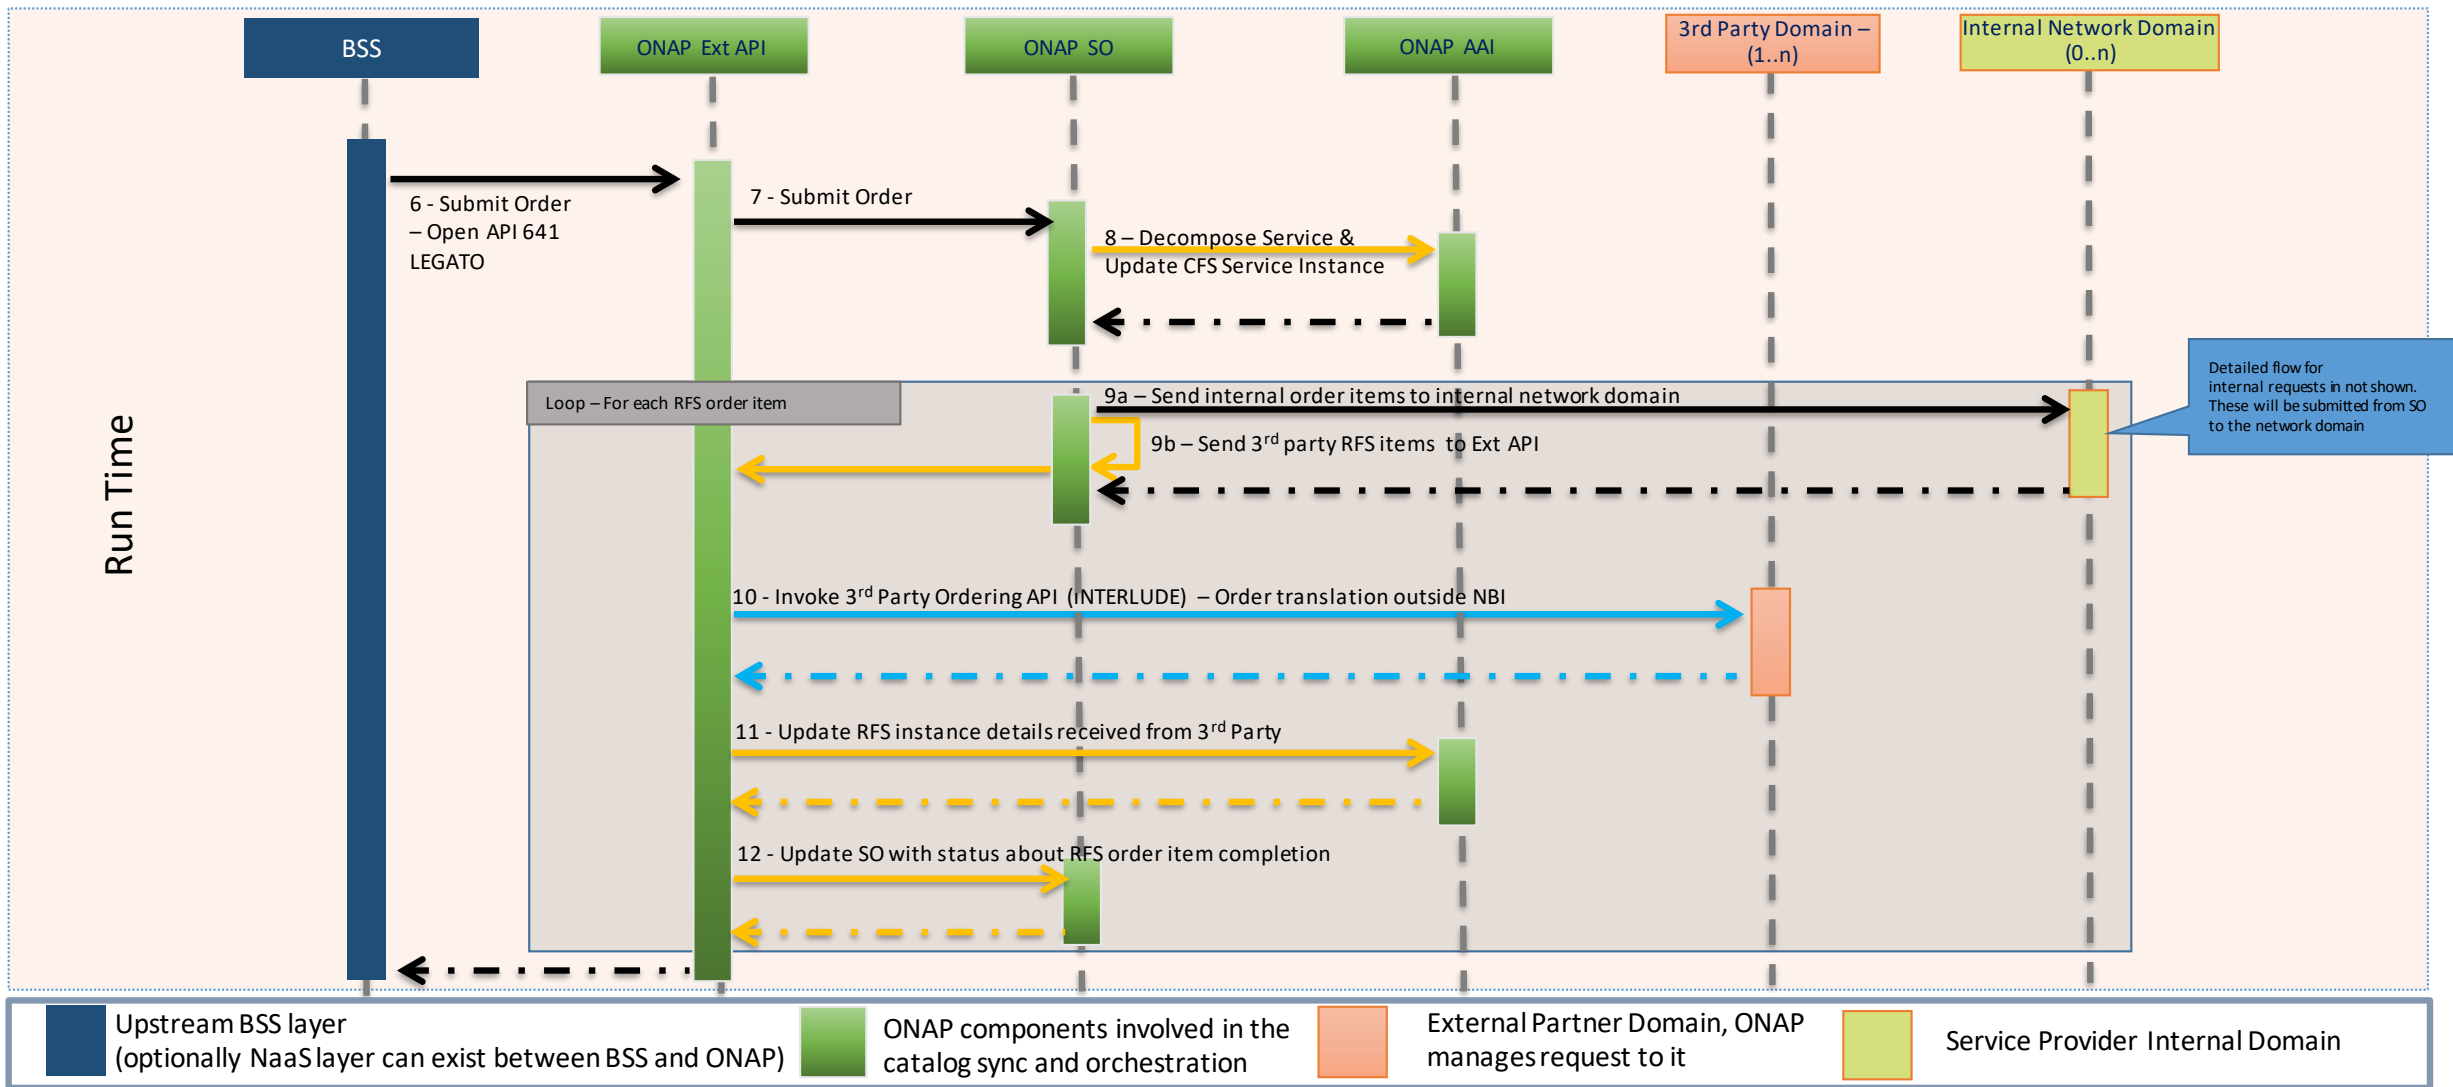 BSS
ONAP Ext API
ONAP SO
ONAP AAI
3rd Party Domain –
(1..n)
Internal Network Domain
(0..n)
Run Time
6 - Submit Order
– Open API 641
LEGATO
7 - Submit Order
8 – Decompose Service &
Update CFS Service Instance
Loop – For each RFS order item
9a – Send internal order items to internal network domain
9b – Send 3rd party RFS items to Ext API
Detailed flow for
internal requests in not shown.
These will be submitted from SO
to the network domain
10 - Invoke 3rd Party Ordering API (iNTERLUDE) – Order translation outside NBI
11 - Update RFS instance details received from 3rd Party
12 - Update SO with status about RFS order item completion
Upstream BSS layer
(optionally NaaS layer can exist between BSS and ONAP)
ONAP components involved in the
catalog sync and orchestration
External Partner Domain, ONAP
manages request to it
Service Provider Internal Domain